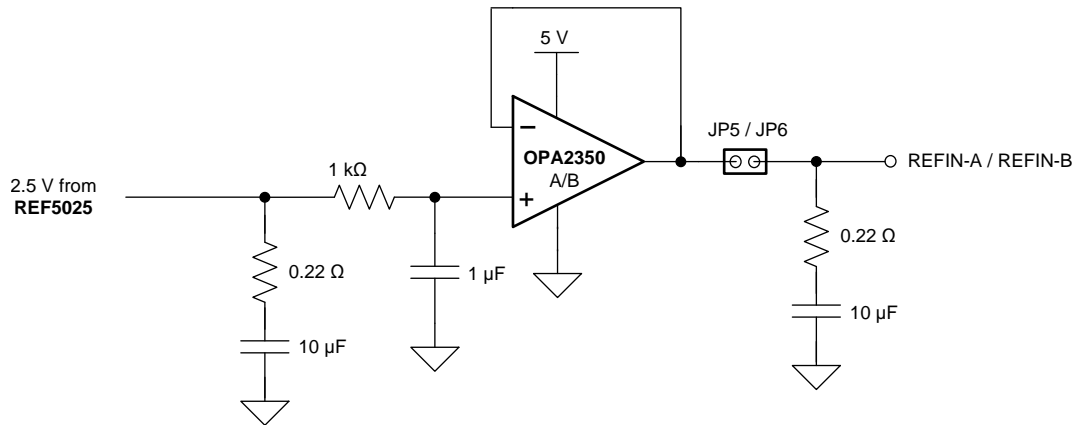 5 V
JP5 / JP6
−
OPA2350
A/B
+
REFIN-A / REFIN-B
1 kΩ
2.5 V from
REF5025
0.22 Ω
1 µF
0.22 Ω
10 µF
10 µF